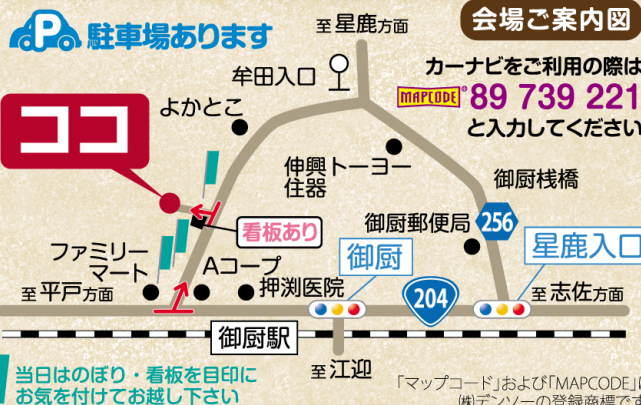 P 駐車場あります
至星鹿方面
会場ご案内図
牟田入口
カーナビをご利用の際は
MAPCODE® 89 739 221
と入力してください
よかとこ
ココ
伸興トーヨー
住器
御厨桟橋
看板あり
御厨郵便局
256
御厨
星鹿入口
ファミリー
マート
Aコープ
押渕医院
至平戸方面
204
至志佐方面
御厨駅
至江迎
当日はのぼり・看板を目印に
お気を付けてお越し下さい
「マップコード」および「MAPCODE」は
㈱デンソーの登録商標です